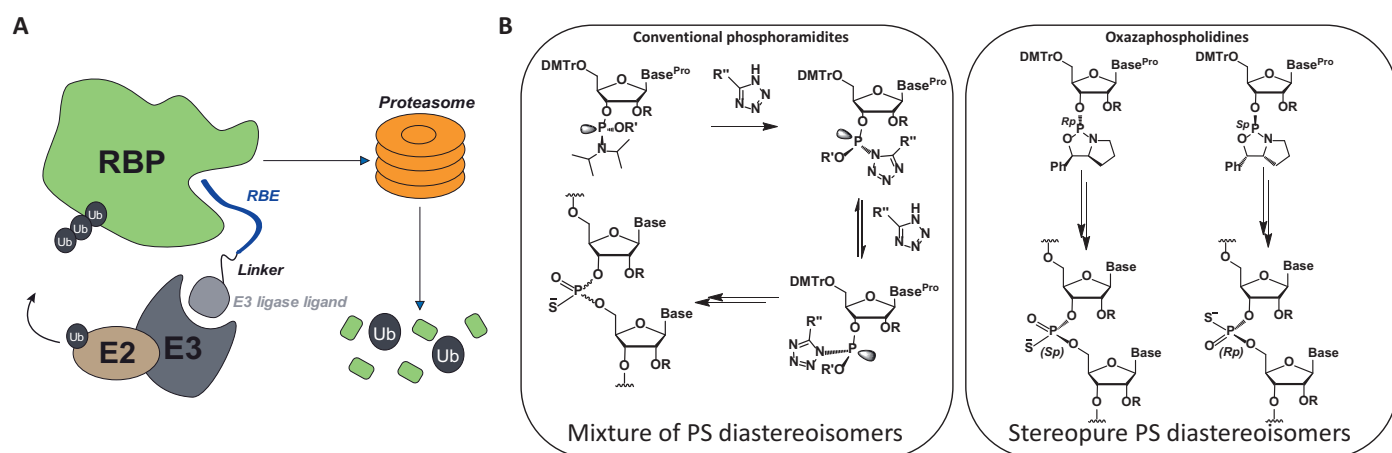 A
RBP
Ub
Ub
Ub
RBE
Linker
E3 ligase ligand
Ub
E2
E3
Proteasome
Ub
Ub
B
Conventional phosphoramidites
DMTrO
Base^Pro
O
O
OR
P
OR'
N
R''
H
N
N
N
N
DMTrO
Base^Pro
O
O
OR
P
R'O
N
N
N
N
R''
R''
H
N
N
N
N
DMTrO
Base^Pro
O
O
OR
R''
N
N
N
N
P
R'O
O
Base
O
O
OR
O
P
S-
O
Base
O
O
OR
Mixture of PS diastereoisomers
Oxazaphospholidines
DMTrO
Base^Pro
O
O
OR
Rp
P
O
N
Ph
O
Base
O
O
OR
O
P
S-
(Sp)
O
Base
O
O
OR
DMTrO
Base^Pro
O
O
OR
Sp
P
O
N
Ph
O
Base
O
O
OR
S-
P
O
(Rp)
O
Base
O
O
OR
Stereopure PS diastereoisomers